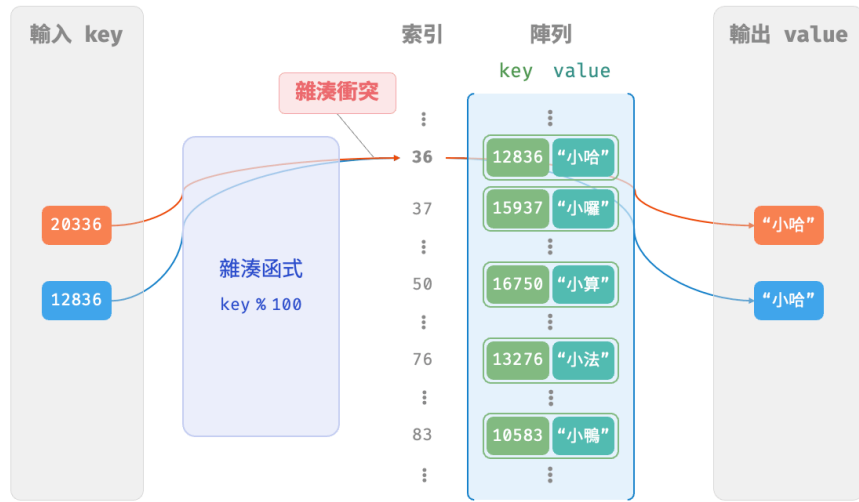 輸入 key
索引
陣列
輸出 value
key value
雜湊衝突
36
12836 “小哈”
37
15937 “小囉”
20336
“小哈”
雜湊函式
key % 100
12836
50
16750 “小算”
“小哈”
76
13276 “小法”
83
10583 “小鴨”